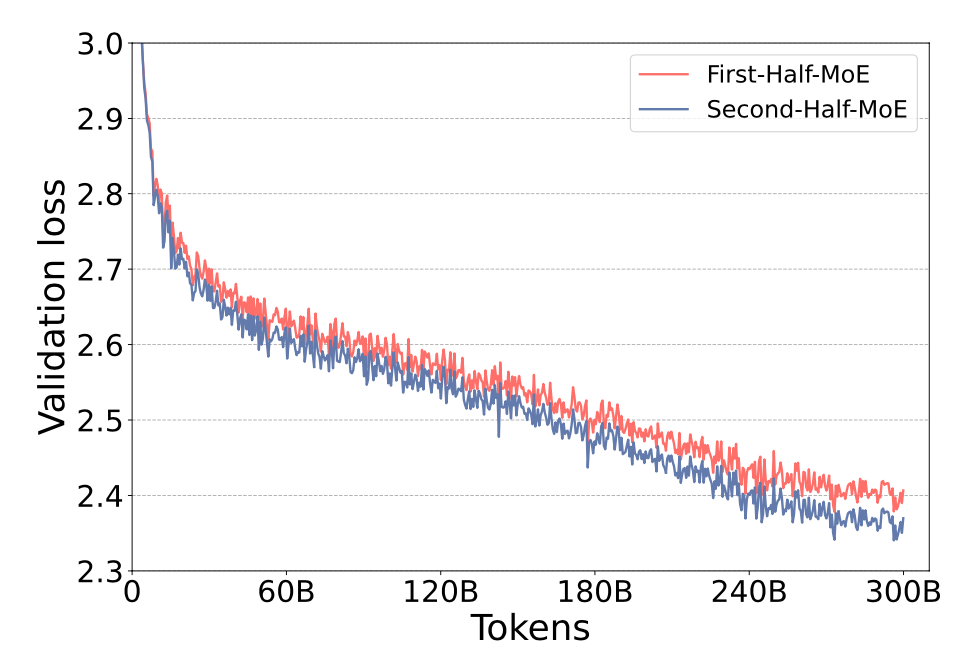 3.0
2.9
2.8
2.7
2.6
2.5
2.4
2.3
Validation loss
First-Half-MoE
Second-Half-MoE
0 60B 120B 180B 240B 300B
Tokens